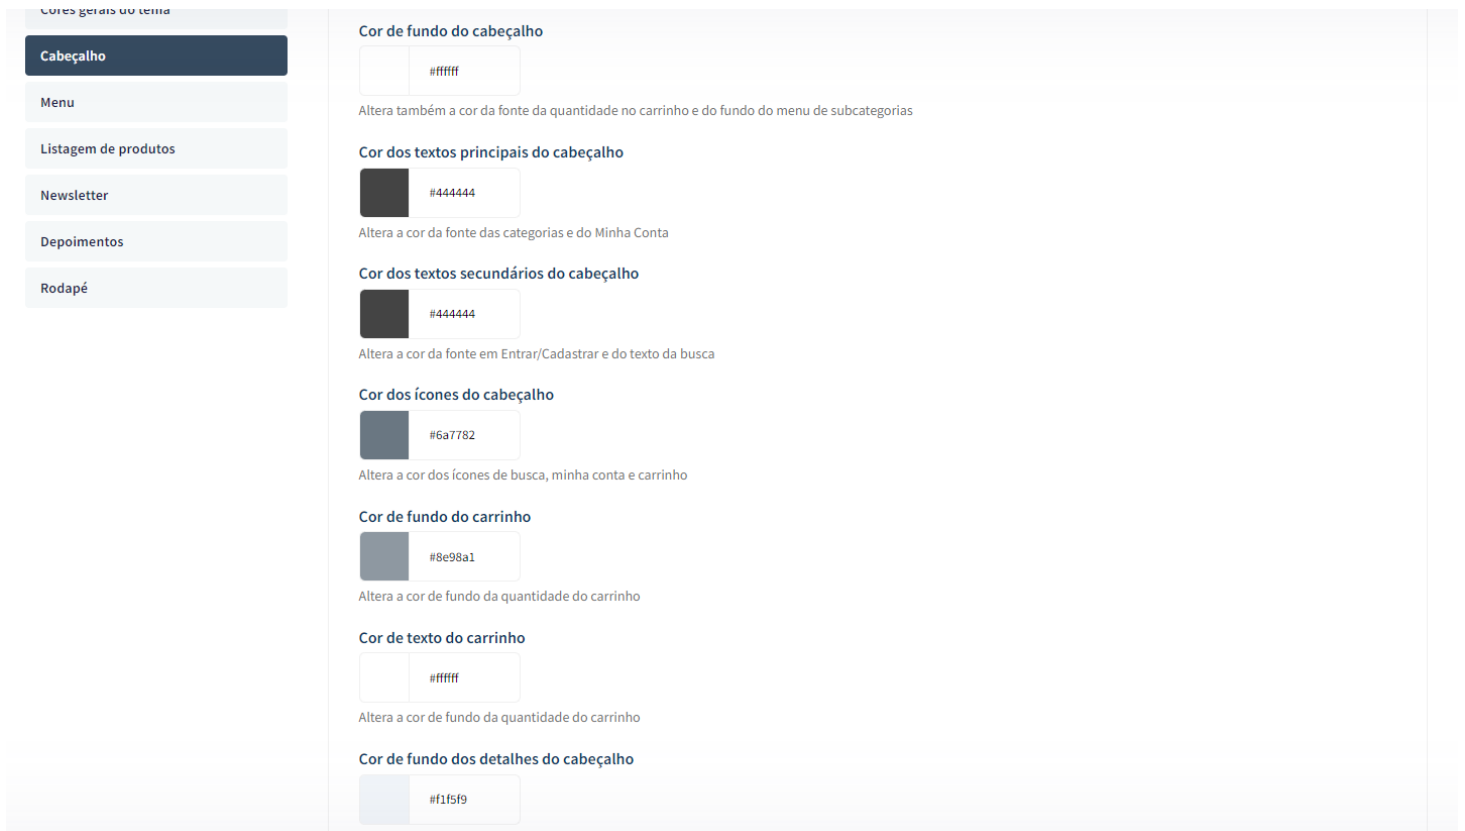 Cores gerais do tema
Cabeçalho
Menu
Listagem de produtos
Newsletter
Depoimentos
Rodapé
Cor de fundo do cabeçalho
#ffffff
Altera também a cor da fonte da quantidade no carrinho e do fundo do menu de subcategorias
Cor dos textos principais do cabeçalho
#444444
Altera a cor da fonte das categorias e do Minha Conta
Cor dos textos secundários do cabeçalho
#444444
Altera a cor da fonte em Entrar/Cadastrar e do texto da busca
Cor dos ícones do cabeçalho
#6a7782
Altera a cor dos ícones de busca, minha conta e carrinho
Cor de fundo do carrinho
#8e98a1
Altera a cor de fundo da quantidade do carrinho
Cor de texto do carrinho
#ffffff
Altera a cor de fundo da quantidade do carrinho
Cor de fundo dos detalhes do cabeçalho
#f1f5f9